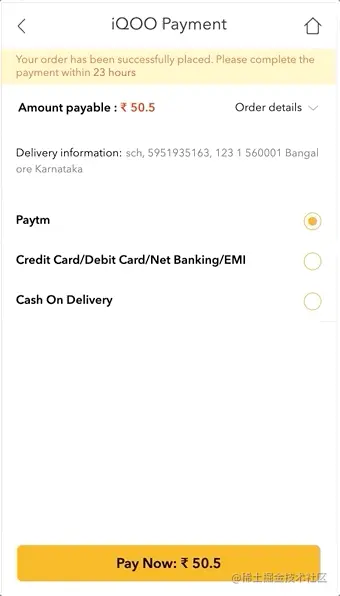 iQOO Payment
Your order has been successfully placed. Please complete the
payment within 23 hours
Amount payable : ₹ 50.5 Order details
Delivery information: sch, 5951935163, 123 1 560001 Bangal
ore Karnataka
Paytm
Credit Card/Debit Card/Net Banking/EMI
Cash On Delivery
Pay Now: ₹ 50.5
@稀土掘金技术社区